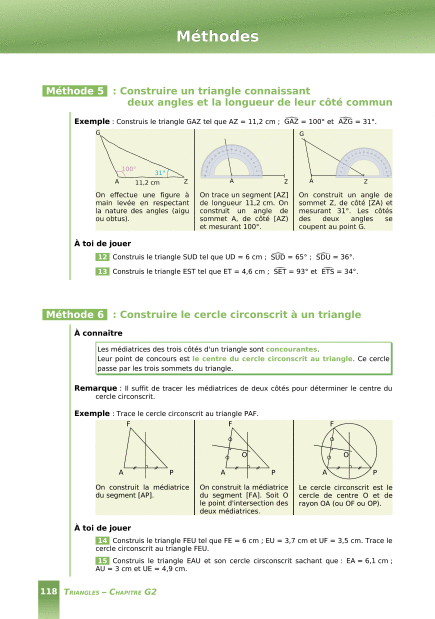 Méthodes
Méthode 5 : Construire un triangle connaissant
deux angles et la longueur de leur côté commun
Exemple : Construis le triangle GAZ tel que AZ = 11,2 cm ; GAZ = 100° et AZG = 31°.
G
100°
31°
A
11,2 cm
Z
A
Z
G
A
Z
On effectue une figure à
main levée en respectant
la nature des angles (aigu
ou obtus).
On trace un segment [AZ]
de longueur 11,2 cm. On
construit un angle de
sommet A, de côté [AZ)
et mesurant 100°.
On construit un angle de
sommet Z, de côté [ZA) et
mesurant 31°. Les côtés
des deux angles se
coupent au point G.
À toi de jouer
12 Construis le triangle SUD tel que UD = 6 cm ; SUD = 65° ; SDU = 36°.
13 Construis le triangle EST tel que ET = 4,6 cm ; SET = 93° et ETS = 34°.
Méthode 6 : Construire le cercle circonscrit à un triangle
À connaître
Les médiatrices des trois côtés d'un triangle sont concourantes.
Leur point de concours est le centre du cercle circonscrit au triangle. Ce cercle
passe par les trois sommets du triangle.
Remarque : Il suffit de tracer les médiatrices de deux côtés pour déterminer le centre du
cercle circonscrit.
Exemple : Trace le cercle circonscrit au triangle PAF.
F
A
P
F
O
A
P
F
O
A
P
On construit la médiatrice
du segment [AP].
On construit la médiatrice
du segment [FA]. Soit O
le point d'intersection des
deux médiatrices.
Le cercle circonscrit est le
cercle de centre O et de
rayon OA (ou OF ou OP).
À toi de jouer
14 Construis le triangle FEU tel que FE = 6 cm ; EU = 3,7 cm et UF = 3,5 cm. Trace le
cercle circonscrit au triangle FEU.
15 Construis le triangle EAU et son cercle cirsconscrit sachant que : EA = 6,1 cm ;
AU = 3 cm et UE = 4,9 cm.
118 TRIANGLES – CHAPITRE G2